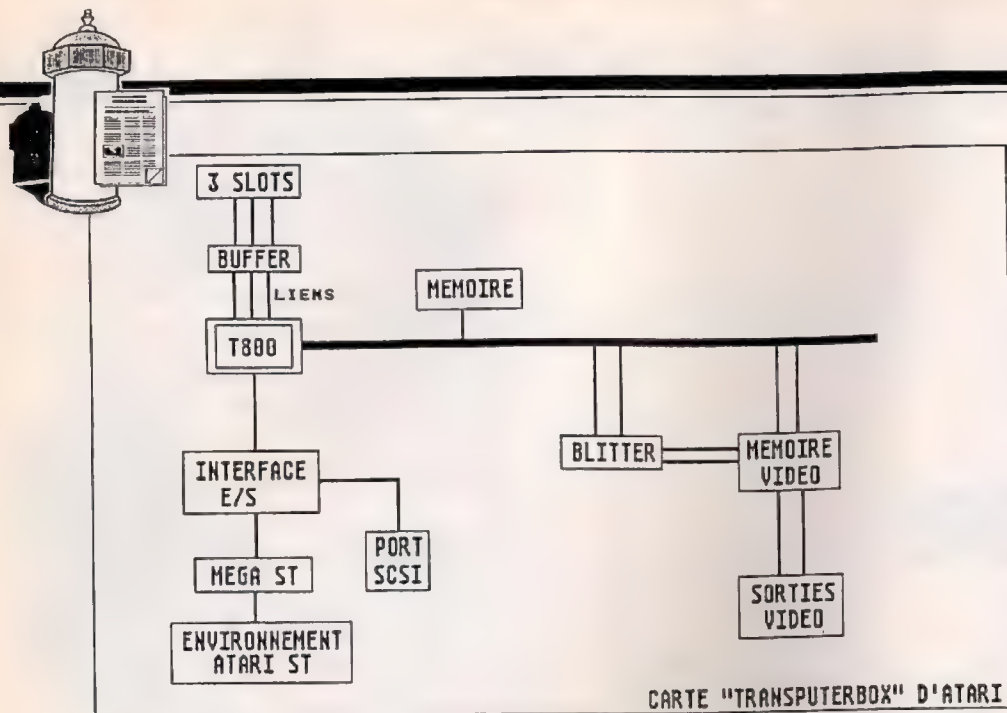 3 SLOTS
BUFFER
LIENS
MEMOIRE
T800
BLITTER
MEMOIRE
VIDEO
INTERFACE
E/S
PORT
SCSI
MEGA ST
SORTIES
VIDEO
ENVIRONNEMENT
ATARI ST
CARTE "TRANSPUTERBOX" D'ATARI